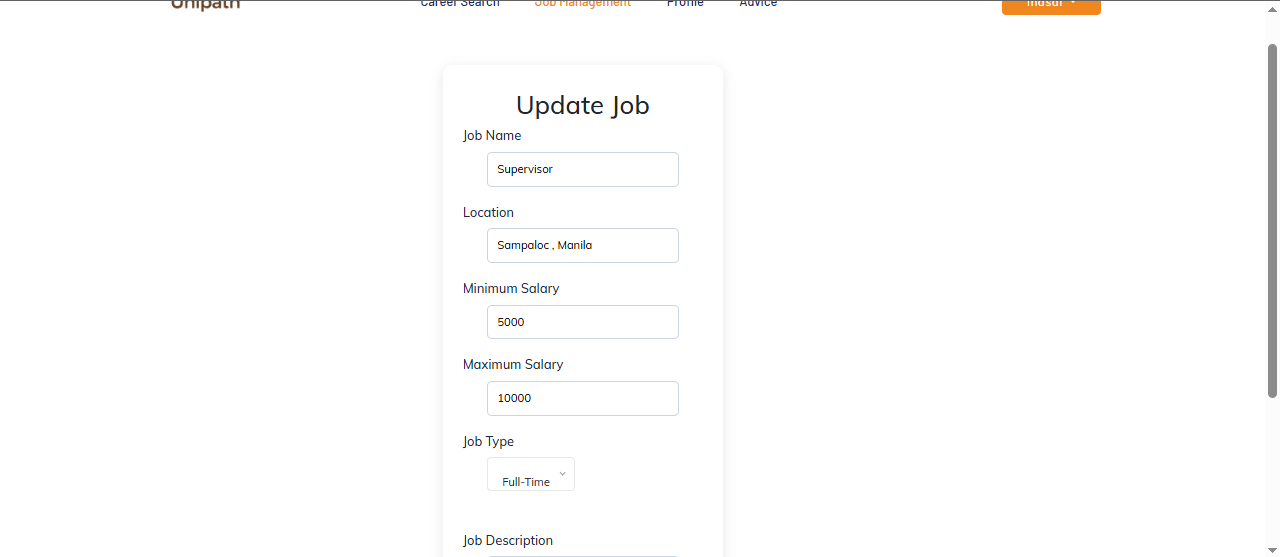 Unipath
Career Search Job Management Profile Advice
Update Job
Job Name
Supervisor
Location
Sampaloc , Manila
Minimum Salary
5000
Maximum Salary
10000
Job Type
Full-Time
Job Description